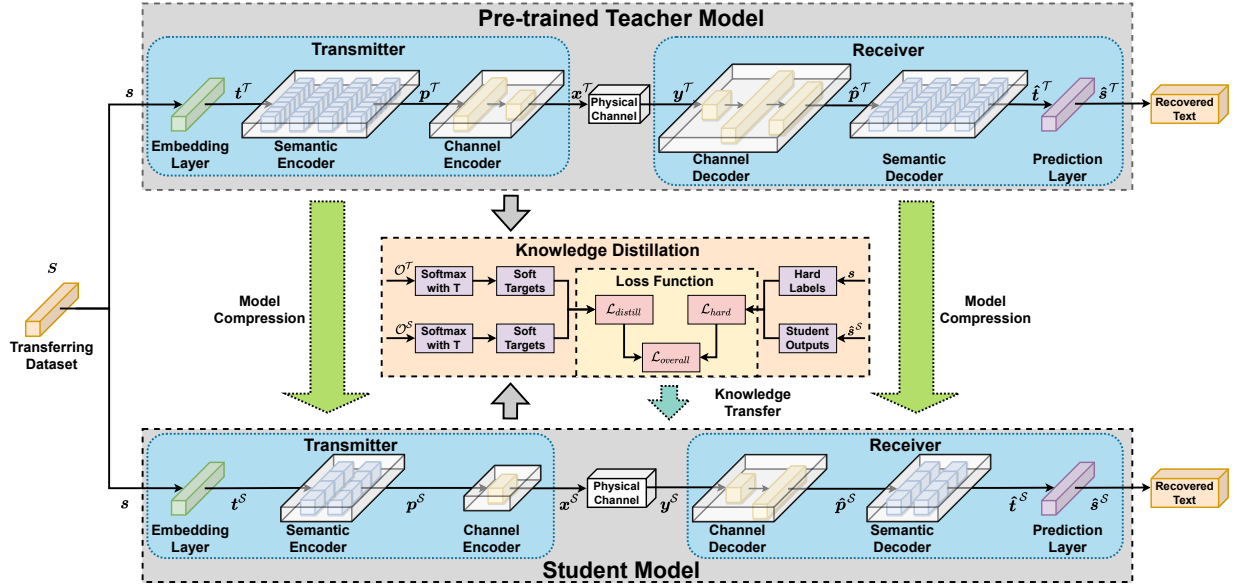 Pre-trained Teacher Model
Transmitter
Receiver
s
t^𝒯
p^𝒯
x^𝒯
Physical
Channel
y^𝒯
p̂^𝒯
t̂^𝒯
ŝ^𝒯
Recovered
Text
Embedding
Layer
Semantic
Encoder
Channel
Encoder
Channel
Decoder
Semantic
Decoder
Prediction
Layer
S
Transferring
Dataset
Model
Compression
Knowledge Distillation
𝒪^𝒯
Softmax
with T
Soft
Targets
𝒪^𝒮
Softmax
with T
Soft
Targets
Loss Function
ℒ_distill
ℒ_hard
ℒ_overall
Hard
Labels
s
Student
Outputs
ŝ^𝒮
Model
Compression
Knowledge
Transfer
Transmitter
Receiver
s
t^𝒮
p^𝒮
x^𝒮
Physical
Channel
y^𝒮
p̂^𝒮
t̂^𝒮
ŝ^𝒮
Recovered
Text
Embedding
Layer
Semantic
Encoder
Channel
Encoder
Channel
Decoder
Semantic
Decoder
Prediction
Layer
Student Model